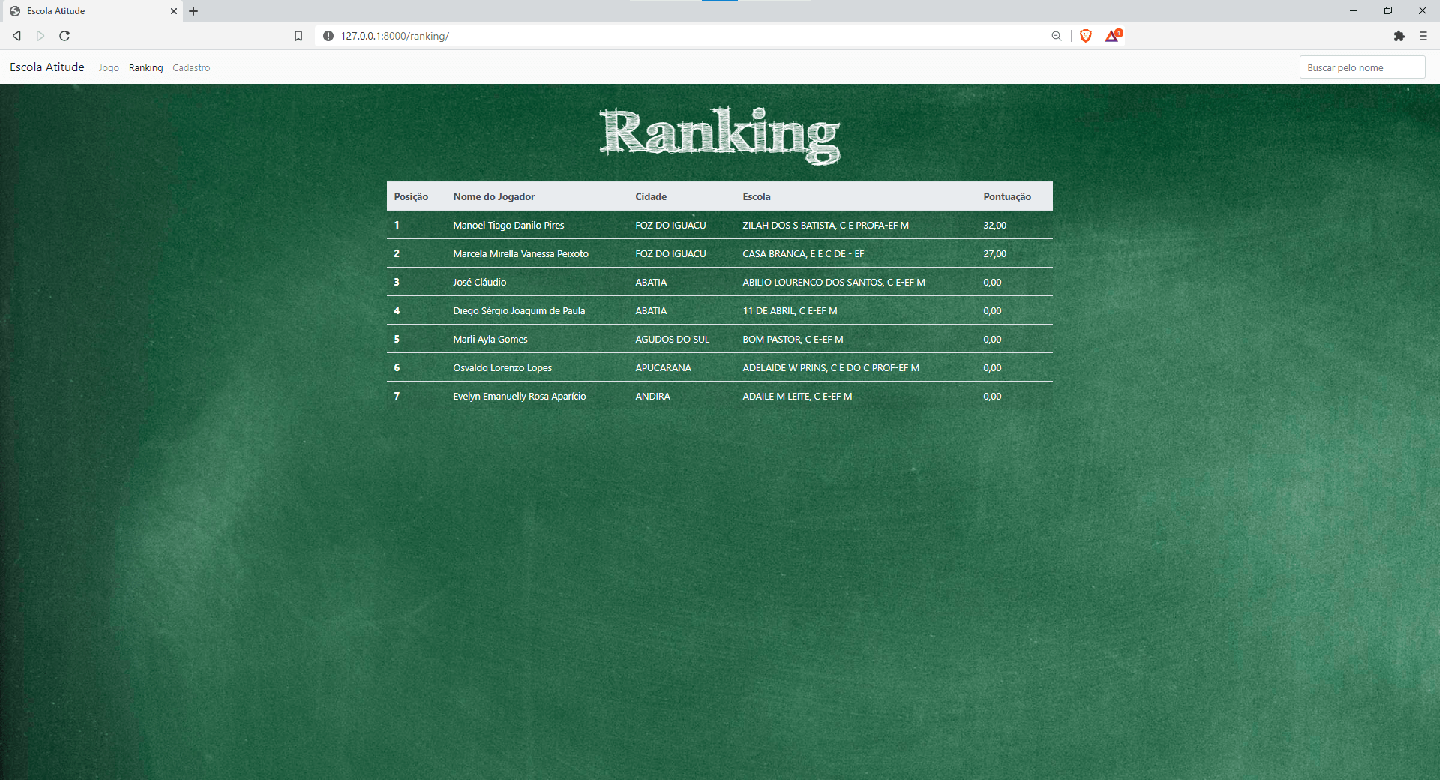 Escola Atitude
127.0.0.1:8000/ranking/
1
Escola Atitude Jogo Ranking Cadastro Buscar pelo nome
Ranking
Posição Nome do Jogador Cidade Escola Pontuação
1 Manoel Tiago Danilo Pires FOZ DO IGUACU ZILAH DOS S BATISTA, C E PROFA-EF M 32,00
2 Marcela Mirella Vanessa Peixoto FOZ DO IGUACU CASA BRANCA, E E C DE - EF 27,00
3 José Cláudio ABATIA ABILIO LOURENCO DOS SANTOS, C E-EF M 0,00
4 Diego Sérgio Joaquim de Paula ABATIA 11 DE ABRIL, C E-EF M 0,00
5 Marli Ayla Gomes AGUDOS DO SUL BOM PASTOR, C E-EF M 0,00
6 Osvaldo Lorenzo Lopes APUCARANA ADELAIDE W PRINS, C E DO C PROF-EF M 0,00
7 Evelyn Emanuelly Rosa Aparício ANDIRA ADAILE M LEITE, C E-EF M 0,00